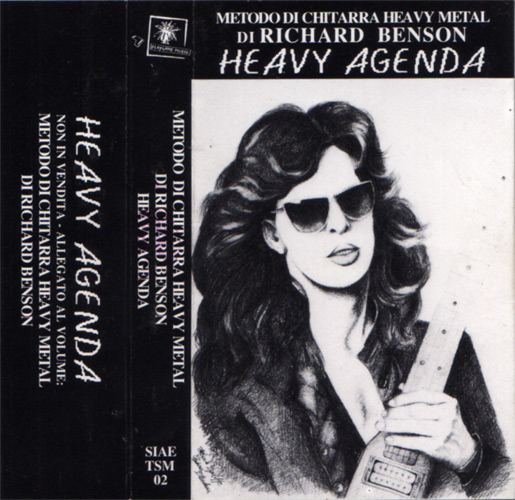 METODO DI CHITARRA HEAVY METAL
DI RICHARD BENSON
HEAVY AGENDA
METODO DI CHITARRA HEAVY METAL
DI RICHARD BENSON
HEAVY AGENDA
SIAE
TSM
02
HEAVY AGENDA
NON IN VENDITA - ALLEGATO AL VOLUME:
METODO DI CHITARRA HEAVY METAL
DI RICHARD BENSON